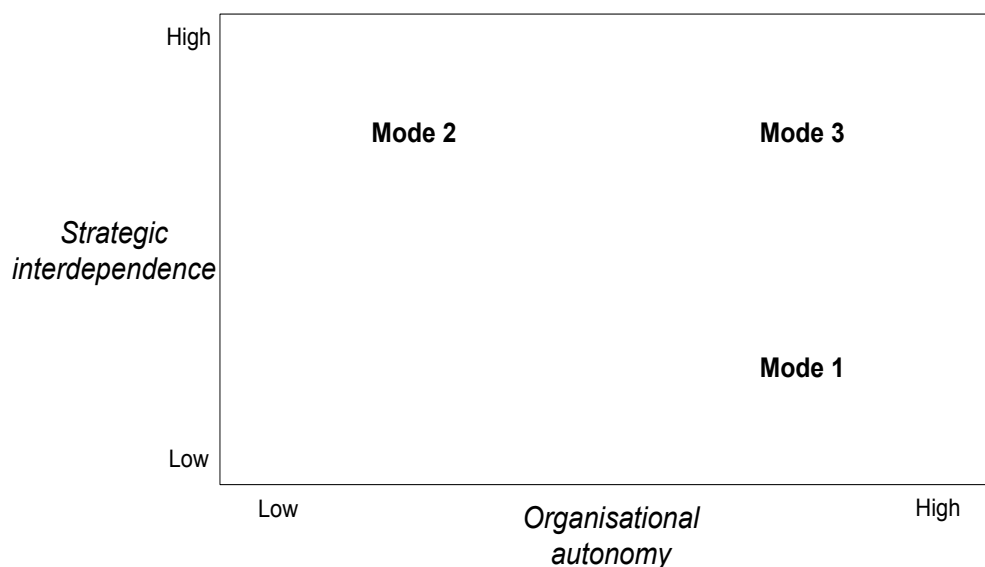 High
Mode 2
Mode 3
Strategic
interdependence
Mode 1
Low
Low
High
Organisational
autonomy